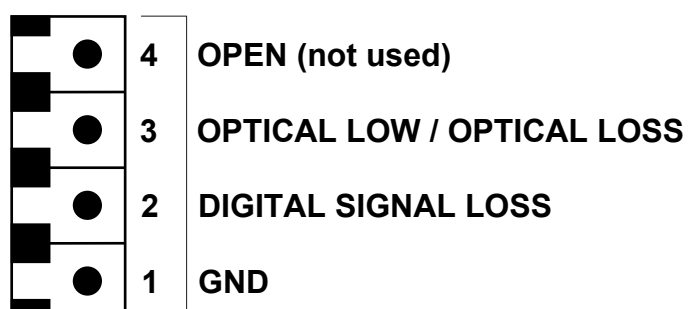 4 OPEN (not used)
3 OPTICAL LOW / OPTICAL LOSS
2 DIGITAL SIGNAL LOSS
1 GND